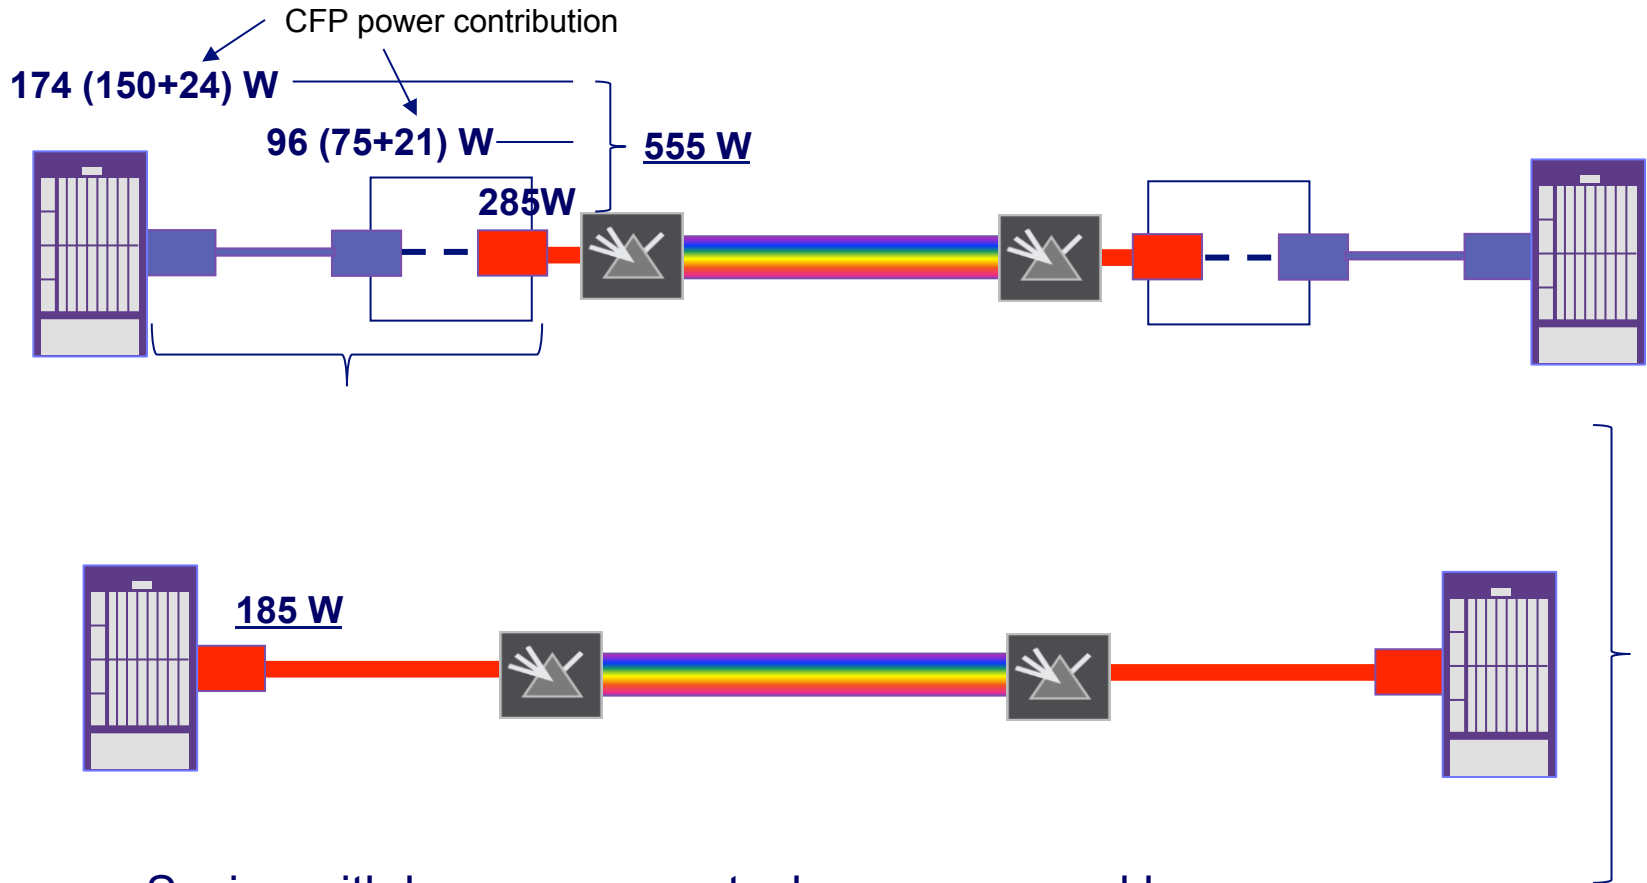 CFP power contribution
174 (150+24) W
96 (75+21) W
555 W
285W
185 W